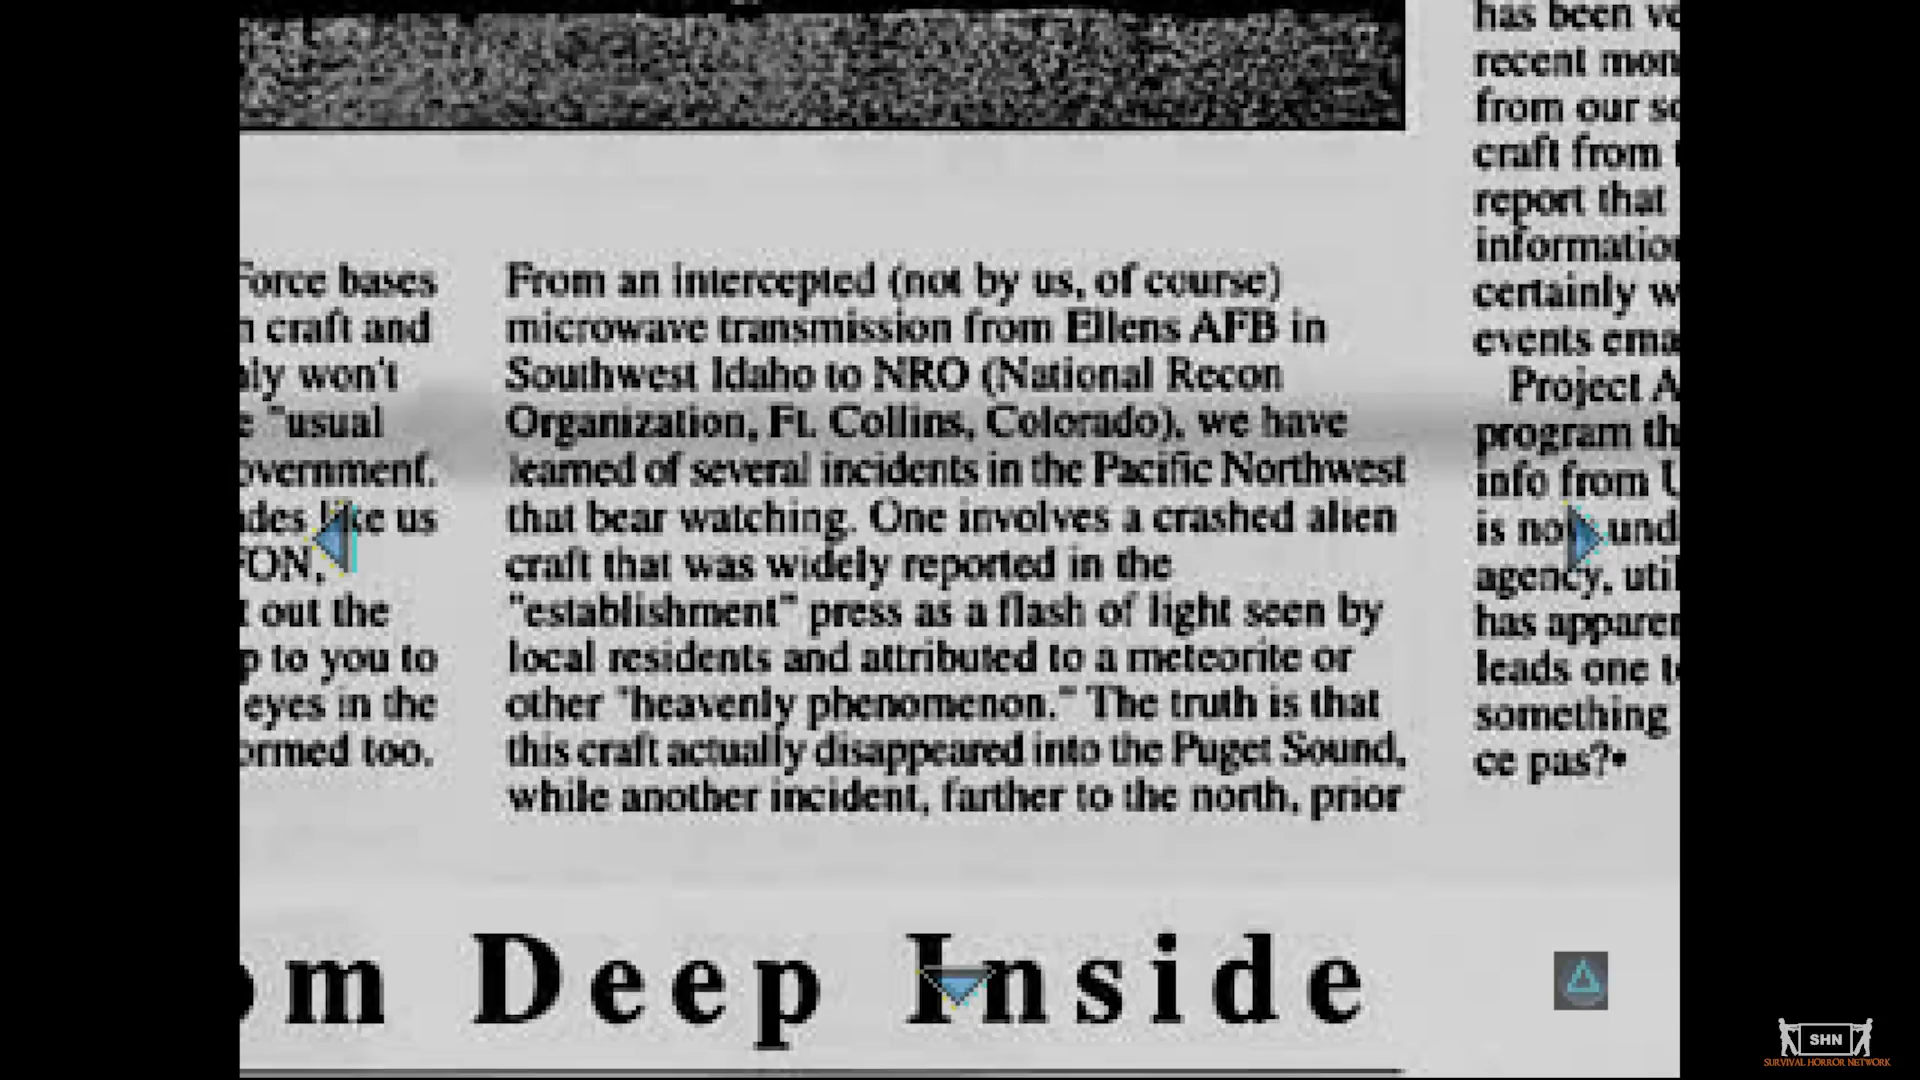 Force bases
craft and
won't
"usual
us
out the
to you to
eyes in the
too.
From an intercepted (not by us, of course)
microwave transmission from Ellens AFB in
Southwest Idaho to NRO (National Recon
Organization, Ft. Collins, Colorado), we have
learned of several incidents in the Pacific Northwest
that bear watching. One involves a crashed alien
craft that was widely reported in the
"establishment" press as a flash of light seen by
local residents and attributed to a meteorite or
other "heavenly phenomenon." The truth is that
this craft actually disappeared into the Puget Sound,
while another incident, farther to the north, prior
has been
recent
from our
craft from
report that
certainly
events
Project A
program
info from U
is
agency,
has
leads one
something
ce pas?•
Deep Inside
SHN
SURVIVAL HORROR NETWORK